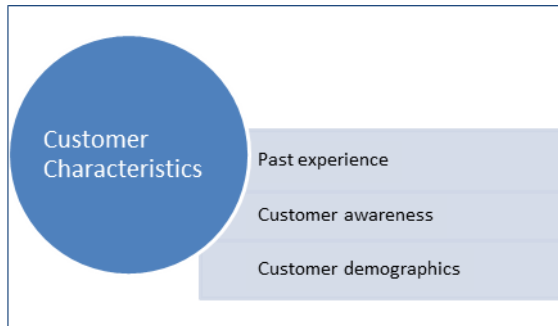 Customer
Characteristics
Past experience
Customer awareness
Customer demographics